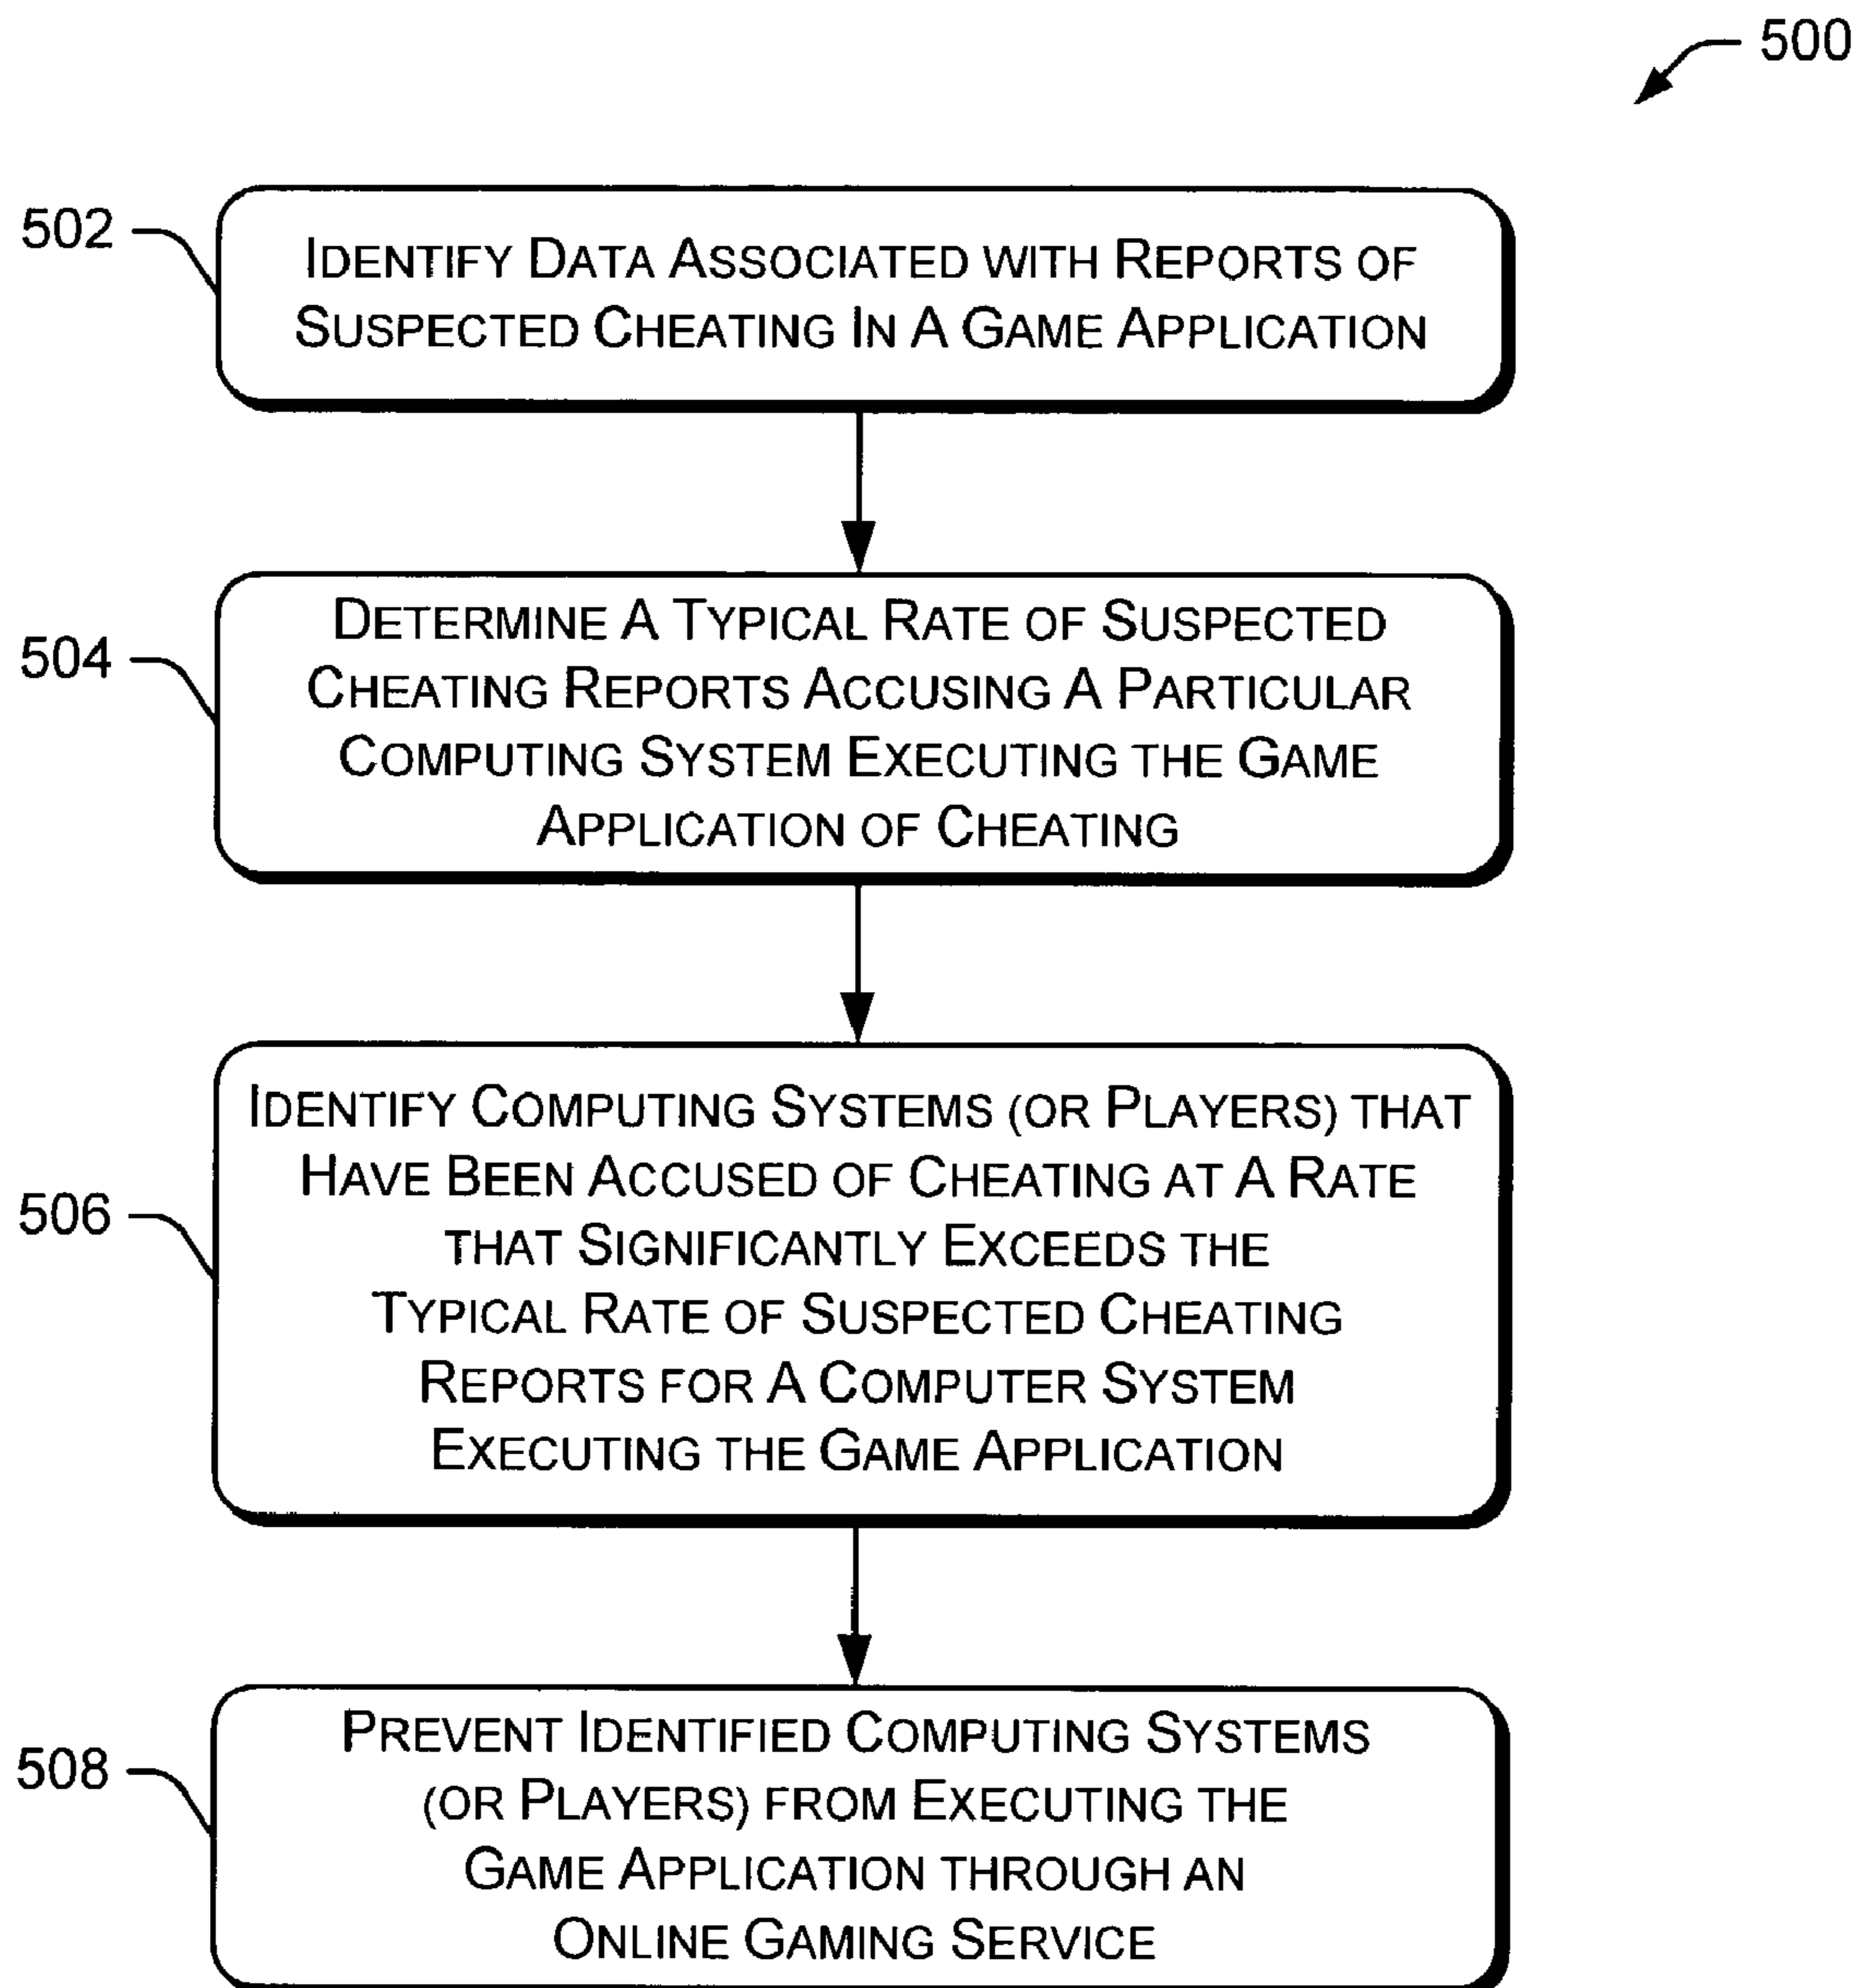 500
502
IDENTIFY DATA ASSOCIATED WITH REPORTS OF
SUSPECTED CHEATING IN A GAME APPLICATION
504
DETERMINE A TYPICAL RATE OF SUSPECTED
CHEATING REPORTS ACCUSING A PARTICULAR
COMPUTING SYSTEM EXECUTING THE GAME
APPLICATION OF CHEATING
506
IDENTIFY COMPUTING SYSTEMS (OR PLAYERS) THAT
HAVE BEEN ACCUSED OF CHEATING AT A RATE
THAT SIGNIFICANTLY EXCEEDS THE
TYPICAL RATE OF SUSPECTED CHEATING
REPORTS FOR A COMPUTER SYSTEM
EXECUTING THE GAME APPLICATION
508
PREVENT IDENTIFIED COMPUTING SYSTEMS
(OR PLAYERS) FROM EXECUTING THE
GAME APPLICATION THROUGH AN
ONLINE GAMING SERVICE